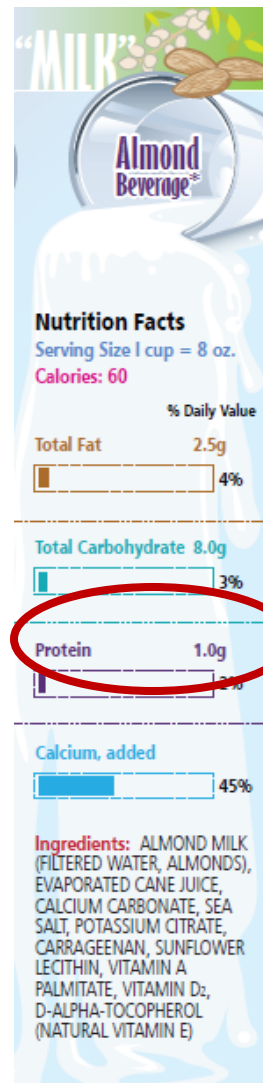 “MILK”
Almond
Beverage*
Nutrition Facts
Serving Size I cup = 8 oz.
Calories: 60
% Daily Value
Total Fat 2.5g
4%
Total Carbohydrate 8.0g
3%
Protein 1.0g
2%
Calcium, added
45%
Ingredients: ALMOND MILK
(FILTERED WATER, ALMONDS),
EVAPORATED CANE JUICE,
CALCIUM CARBONATE, SEA
SALT, POTASSIUM CITRATE,
CARRAGEENAN, SUNFLOWER
LECITHIN, VITAMIN A
PALMITATE, VITAMIN D2,
D-ALPHA-TOCOPHEROL
(NATURAL VITAMIN E)